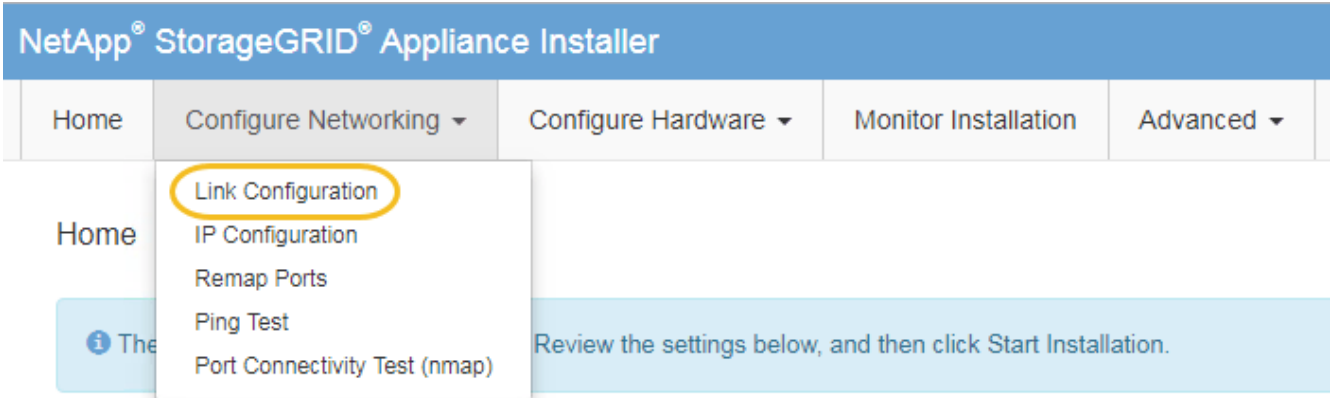 NetApp® StorageGRID® Appliance Installer
Home Configure Networking Configure Hardware Monitor Installation Advanced
Link Configuration
IP Configuration
Remap Ports
Ping Test
Port Connectivity Test (nmap)
Home
The Review the settings below, and then click Start Installation.